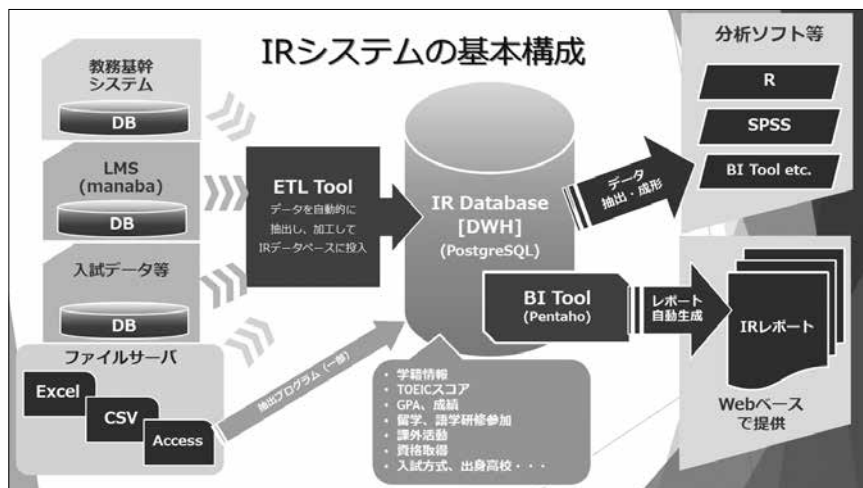 IRシステムの基本構成
教務基幹
システム
DB
LMS
(manaba)
DB
入試データ等
DB
ファイルサーバ
Excel
CSV
Access
ETL Tool
データを自動的に
抽出し、加工して
IRデータベースに投入
抽出プログラム(一部)
IR Database
[DWH]
(PostgreSQL)
BI Tool
(Pentaho)
・学籍情報
・TOEICスコア
・GPA、成績
・留学、語学研修参加
・課外活動
・資格取得
・入試方式、出身高校・・・
データ
抽出・成形
分析ソフト等
R
SPSS
BI Tool etc.
レポート
自動生成
IRレポート
Webベース
で提供